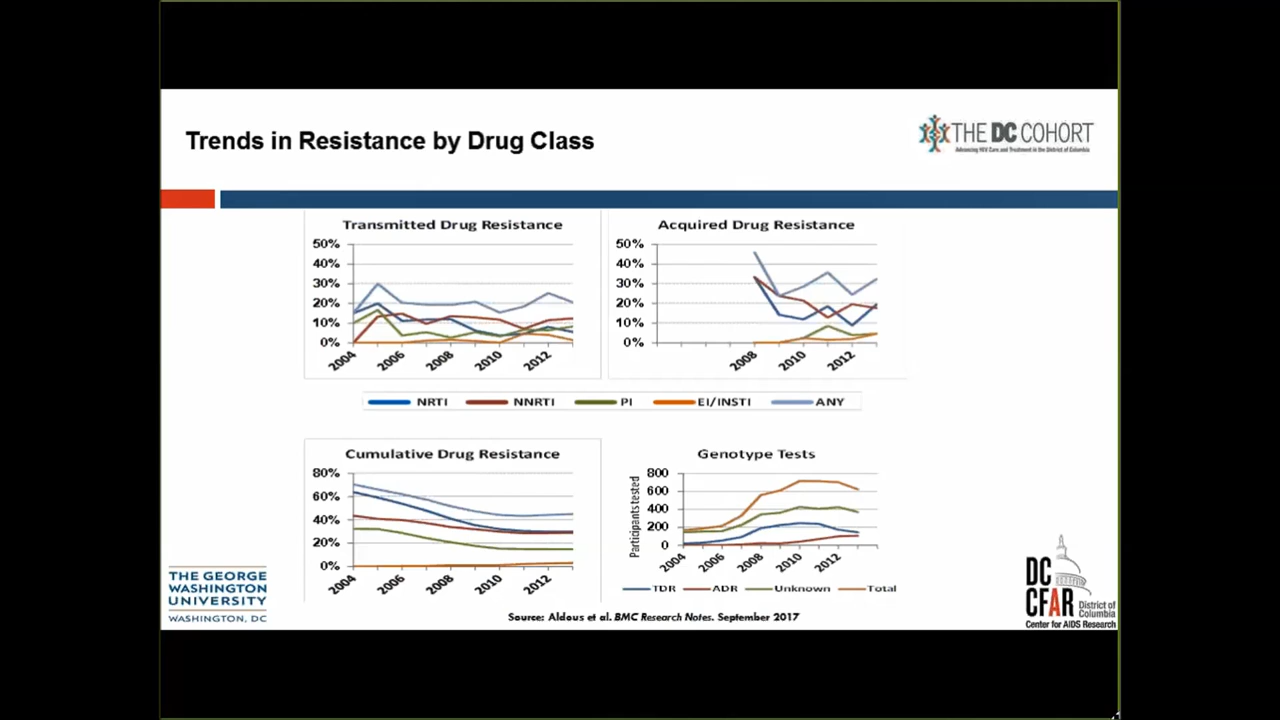 Trends in Resistance by Drug Class
THE DC COHORT
Advancing HIV Care and Treatment in the District of Columbia
Transmitted Drug Resistance
50%
40%
30%
20%
10%
0%
2004 2006 2008 2010 2012
Acquired Drug Resistance
50%
40%
30%
20%
10%
0%
2008 2010 2012
NRTI NNRTI PI EI/INSTI ANY
Cumulative Drug Resistance
80%
60%
40%
20%
0%
2004 2006 2008 2010 2012
Genotype Tests
Participants tested
800
600
400
200
0
2004 2006 2008 2010 2012
TDR ADR Unknown Total
THE GEORGE
WASHINGTON
UNIVERSITY
WASHINGTON, DC
Source: Aldous et al. BMC Research Notes. September 2017
DC
CFAR
District of
Columbia
Center for AIDS Research